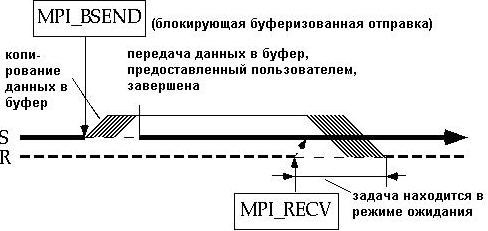 MPI_BSEND (блокирующая буферизованная отправка)
копи-
рование
данных в
буфер
передача данных в буфер,
предоставленный пользователем,
завершена
S
R
MPI_RECV
задача находится в
режиме ожидания